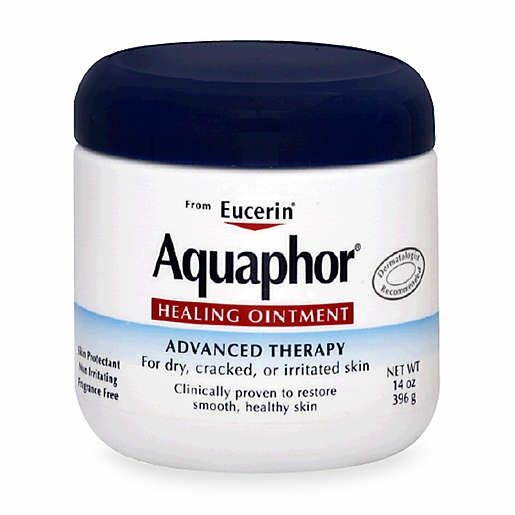 From Eucerin®
Aquaphor®
HEALING OINTMENT
Dermatologist
Recommended
ADVANCED THERAPY
For dry, cracked, or irritated skin
Clinically proven to restore
smooth, healthy skin
Skin Protectant
Non Irritating
Fragrance Free
NET WT
14 oz
396 g